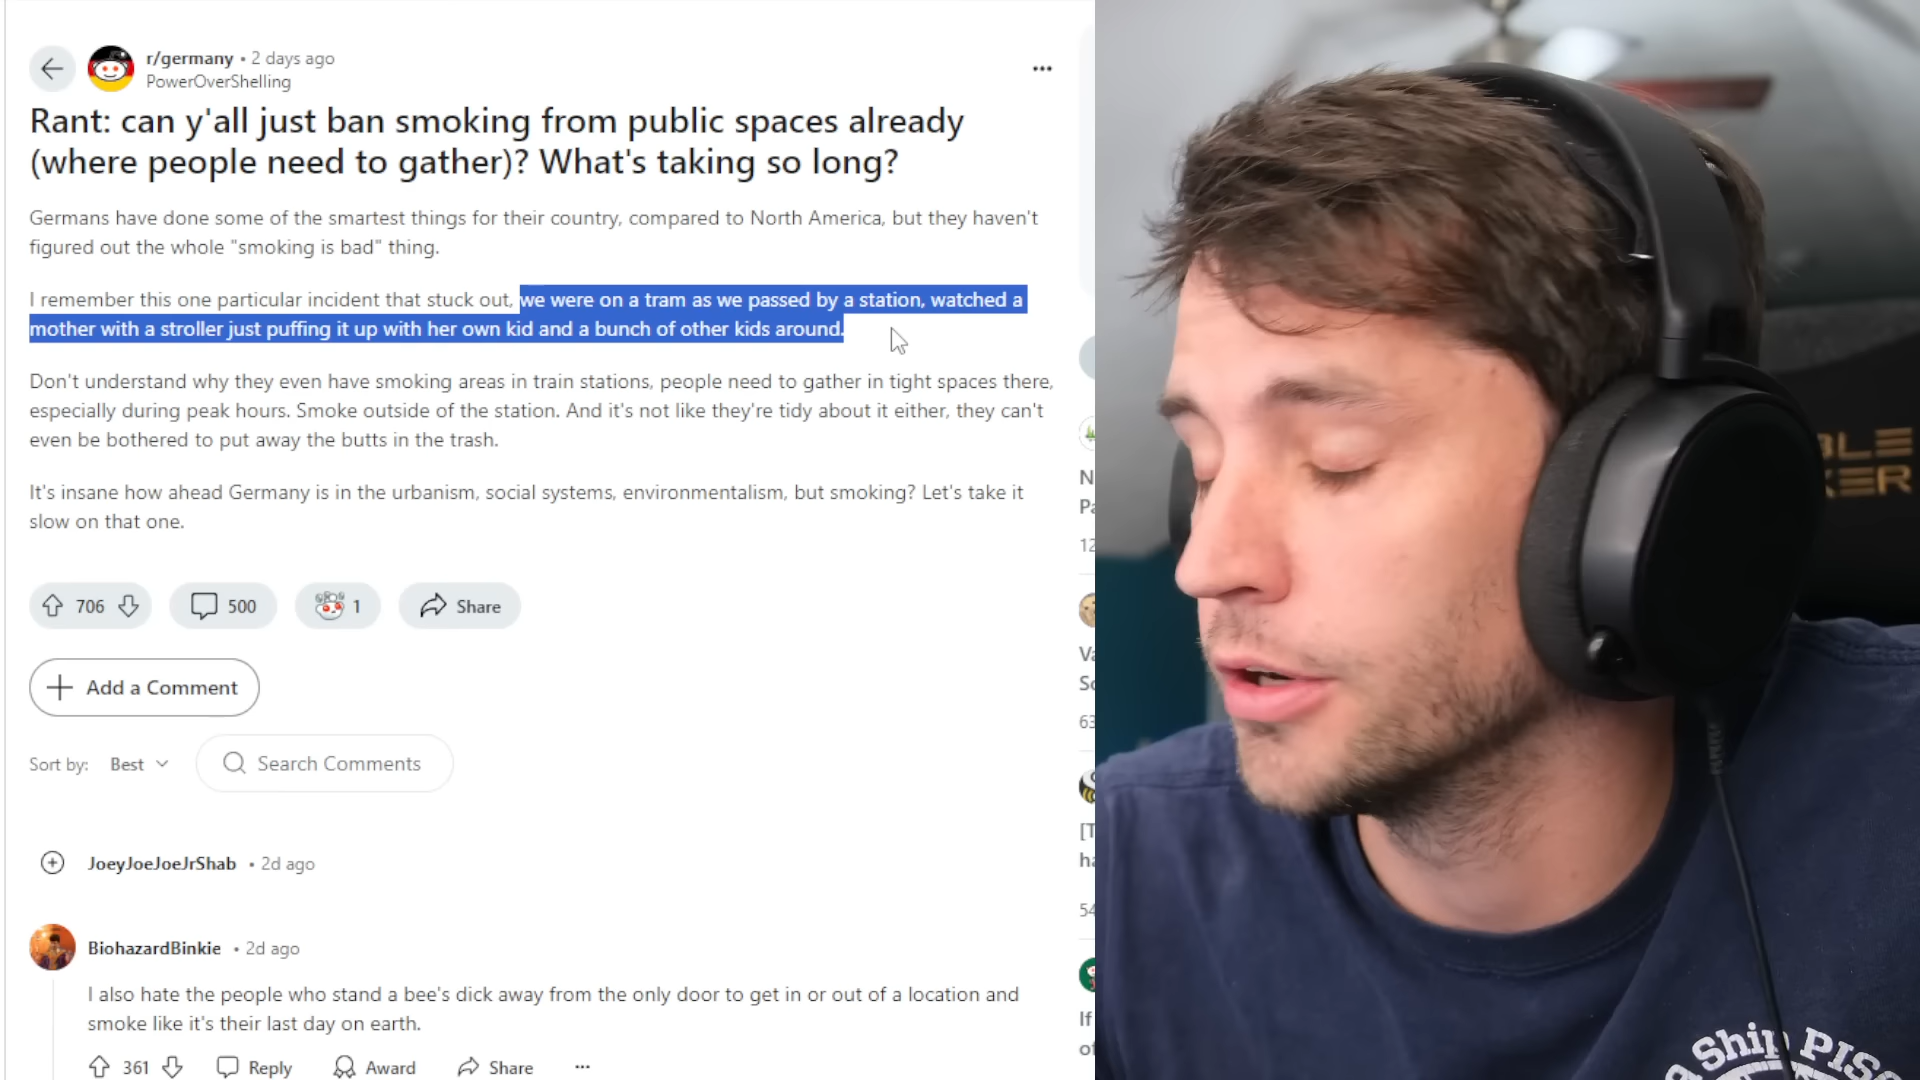 r/germany • 2 days ago
PowerOverShelling
Rant: can y'all just ban smoking from public spaces already
(where people need to gather)? What's taking so long?
Germans have done some of the smartest things for their country, compared to North America, but they haven't
figured out the whole "smoking is bad" thing.
I remember this one particular incident that stuck out, we were on a tram as we passed by a station, watched a
mother with a stroller just puffing it up with her own kid and a bunch of other kids around.
Don't understand why they even have smoking areas in train stations, people need to gather in tight spaces there,
especially during peak hours. Smoke outside of the station. And it's not like they're tidy about it either, they can't
even be bothered to put away the butts in the trash.
It's insane how ahead Germany is in the urbanism, social systems, environmentalism, but smoking? Let's take it
slow on that one.
706 500 1 Share
Add a Comment
Sort by: Best Search Comments
JoeyJoeJoeJrShab • 2d ago
BiohazardBinkie • 2d ago
I also hate the people who stand a bee's dick away from the only door to get in or out of a location and
smoke like it's their last day on earth.
361 Reply Award Share
Ship